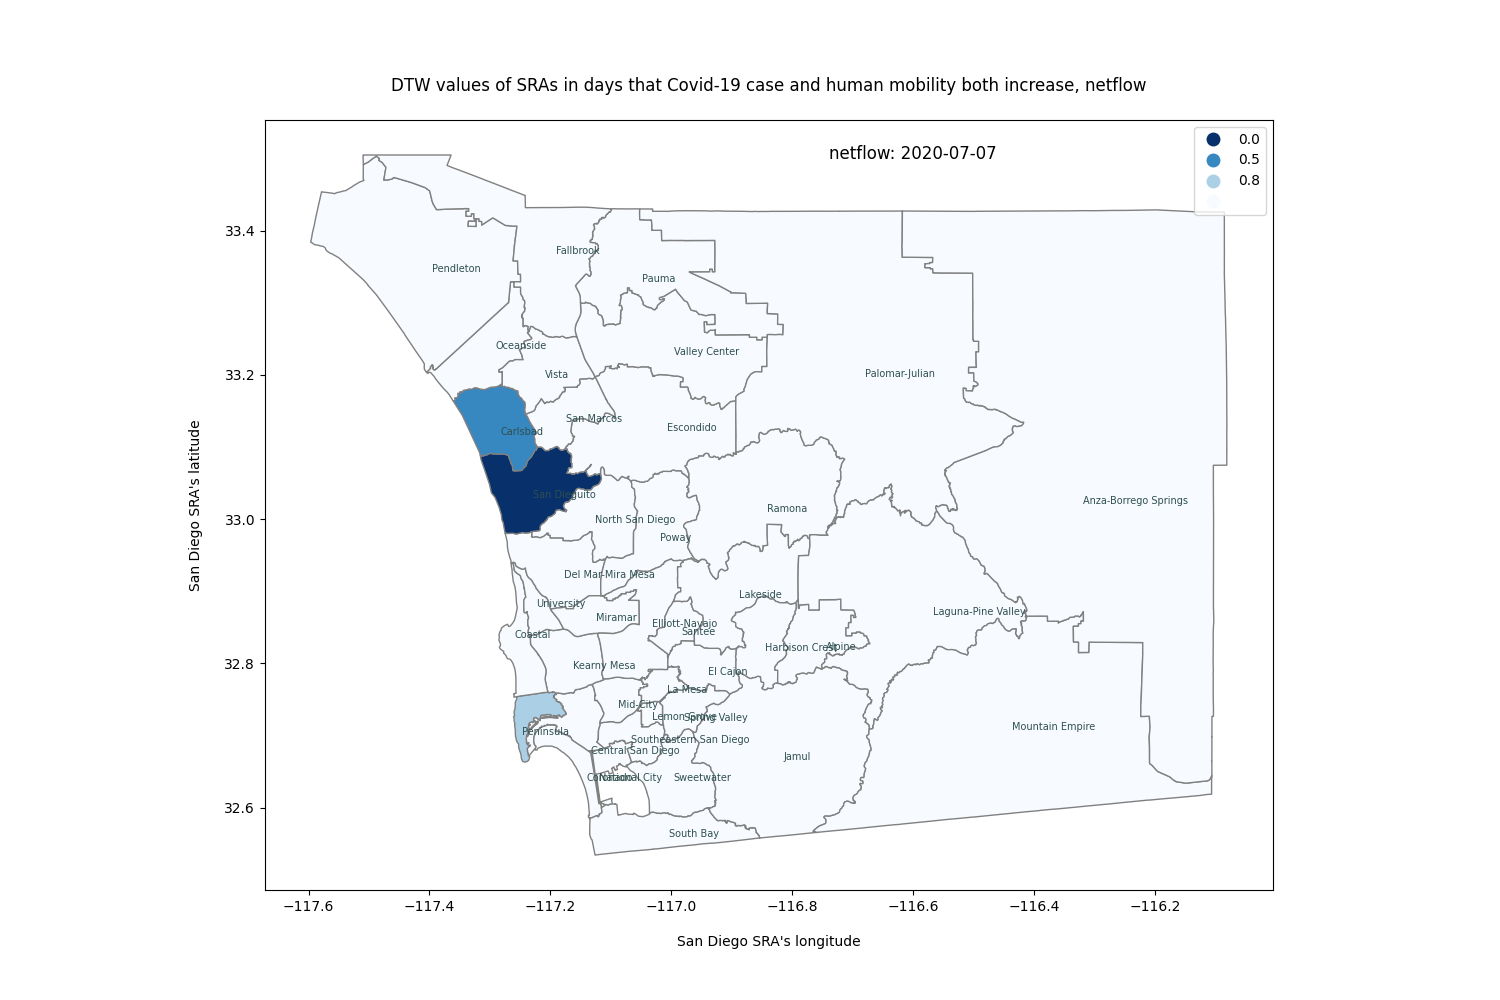 DTW values of SRAs in days that Covid-19 case and human mobility both increase, netflow
netflow: 2020-07-07
0.0
0.5
0.8
33.4
33.2
33.0
32.8
32.6
San Diego SRA's latitude
Fallbrook
Pendleton
Pauma
Oceanside
Valley Center
Vista
Palomar-Julian
San Marcos
Escondido
Carlsbad
San Dieguito
Anza-Borrego Springs
Ramona
North San Diego
Poway
Del Mar-Mira Mesa
Lakeside
University
Miramar
Laguna-Pine Valley
Elliott-Navajo
Santee
Coastal
Harbison Crest
Alpine
Kearny Mesa
El Cajon
La Mesa
Mid-City
Lemon Grove
Spring Valley
Mountain Empire
Peninsula
Southeastern San Diego
Central San Diego
Jamul
Coronado
National City
Sweetwater
South Bay
−117.6
−117.4
−117.2
−117.0
−116.8
−116.6
−116.4
−116.2
San Diego SRA's longitude